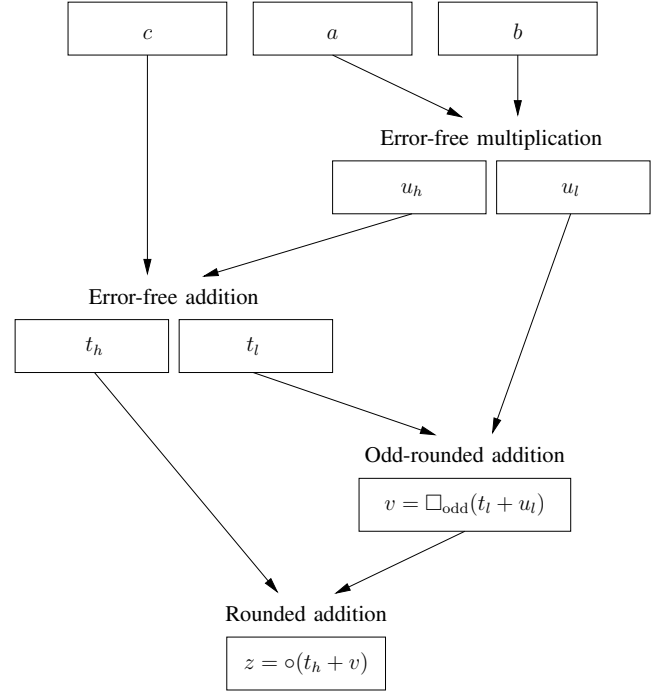 c a b
Error-free multiplication
u_h u_l
Error-free addition
t_h t_l
Odd-rounded addition
v = □_odd(t_l + u_l)
Rounded addition
z = ∘(t_h + v)